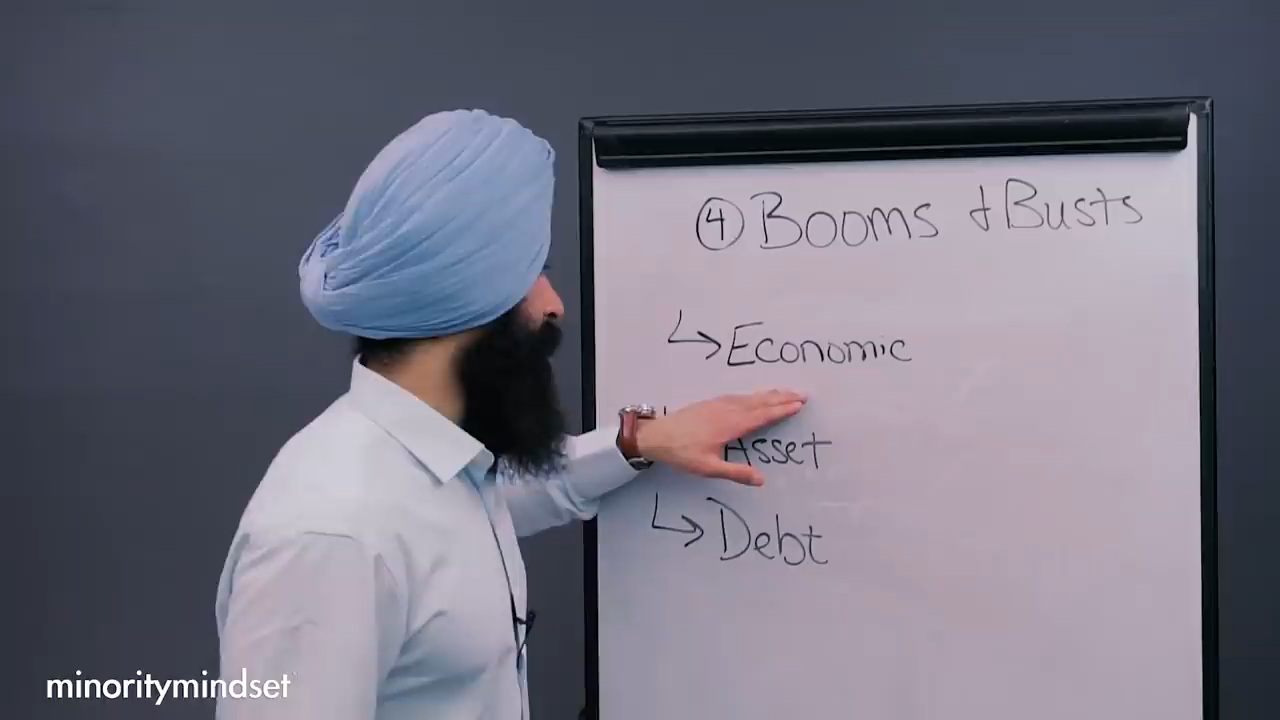 ④ Booms & Busts
↳ Economic
Asset
↳ Debt
minoritymindset